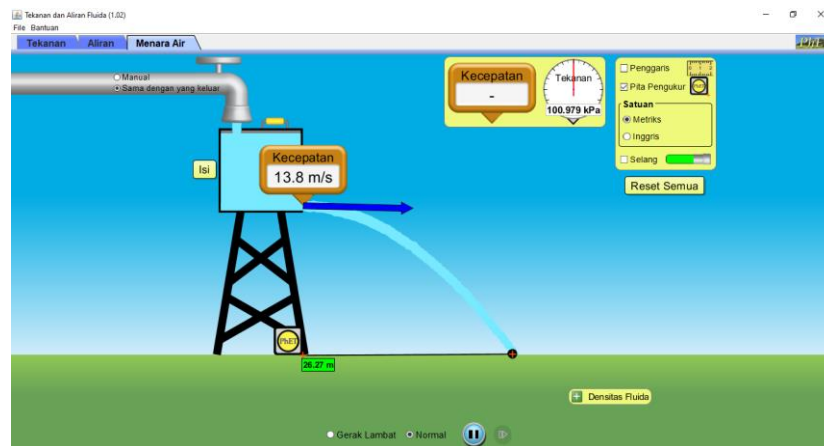 Tekanan dan Aliran Fluida (1.02)
File Bantuan
Tekanan Aliran Menara Air
PhET
Manual
Sama dengan yang keluar
Kecepatan
-
Tekanan
100.979 kPa
Penggaris
Pita Pengukur
Satuan
Metriks
Inggris
Selang
Reset Semua
Isi
Kecepatan
13.8 m/s
PhET
26.27 m
Densitas Fluida
Gerak Lambat Normal